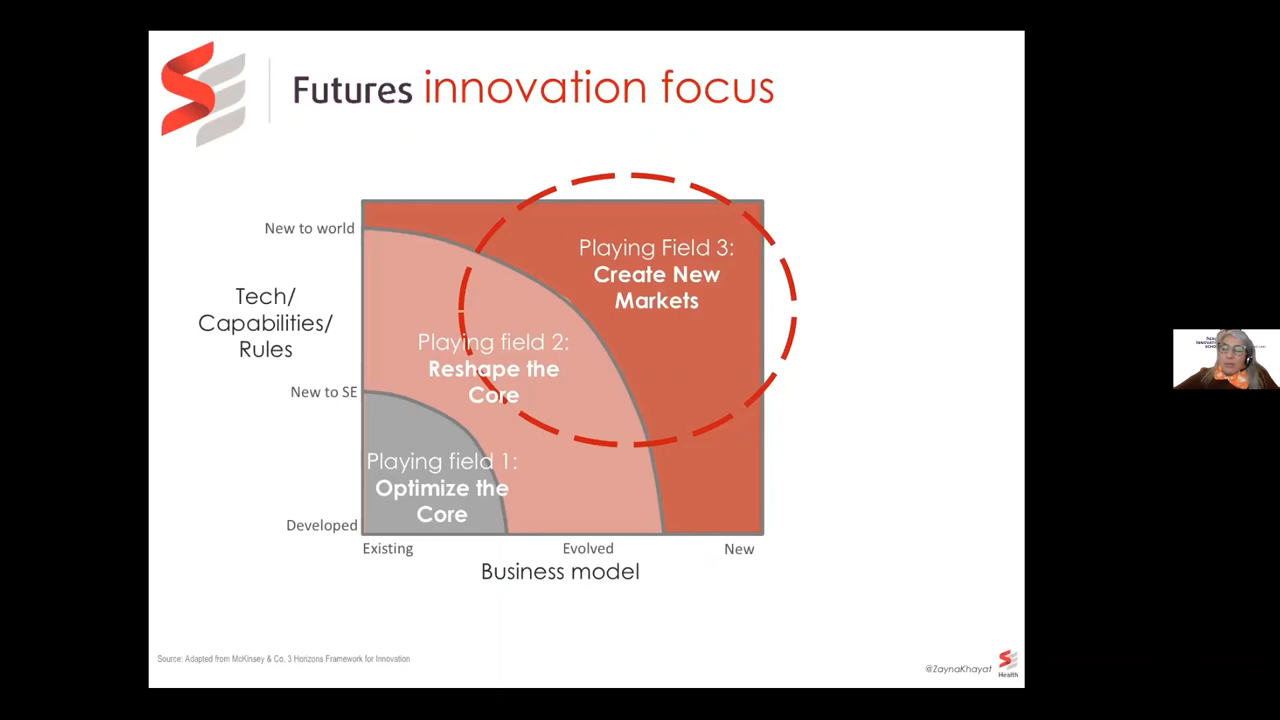 Futures innovation focus
New to world
Tech/
Capabilities/
Rules
New to SE
Developed
Playing Field 3:
Create New
Markets
Playing field 2:
Reshape the
Core
Playing field 1:
Optimize the
Core
Existing
Evolved
New
Business model
Source: Adapted from McKinsey & Co. 3 Horizons Framework for Innovation
@ZaynaKhayat
Health